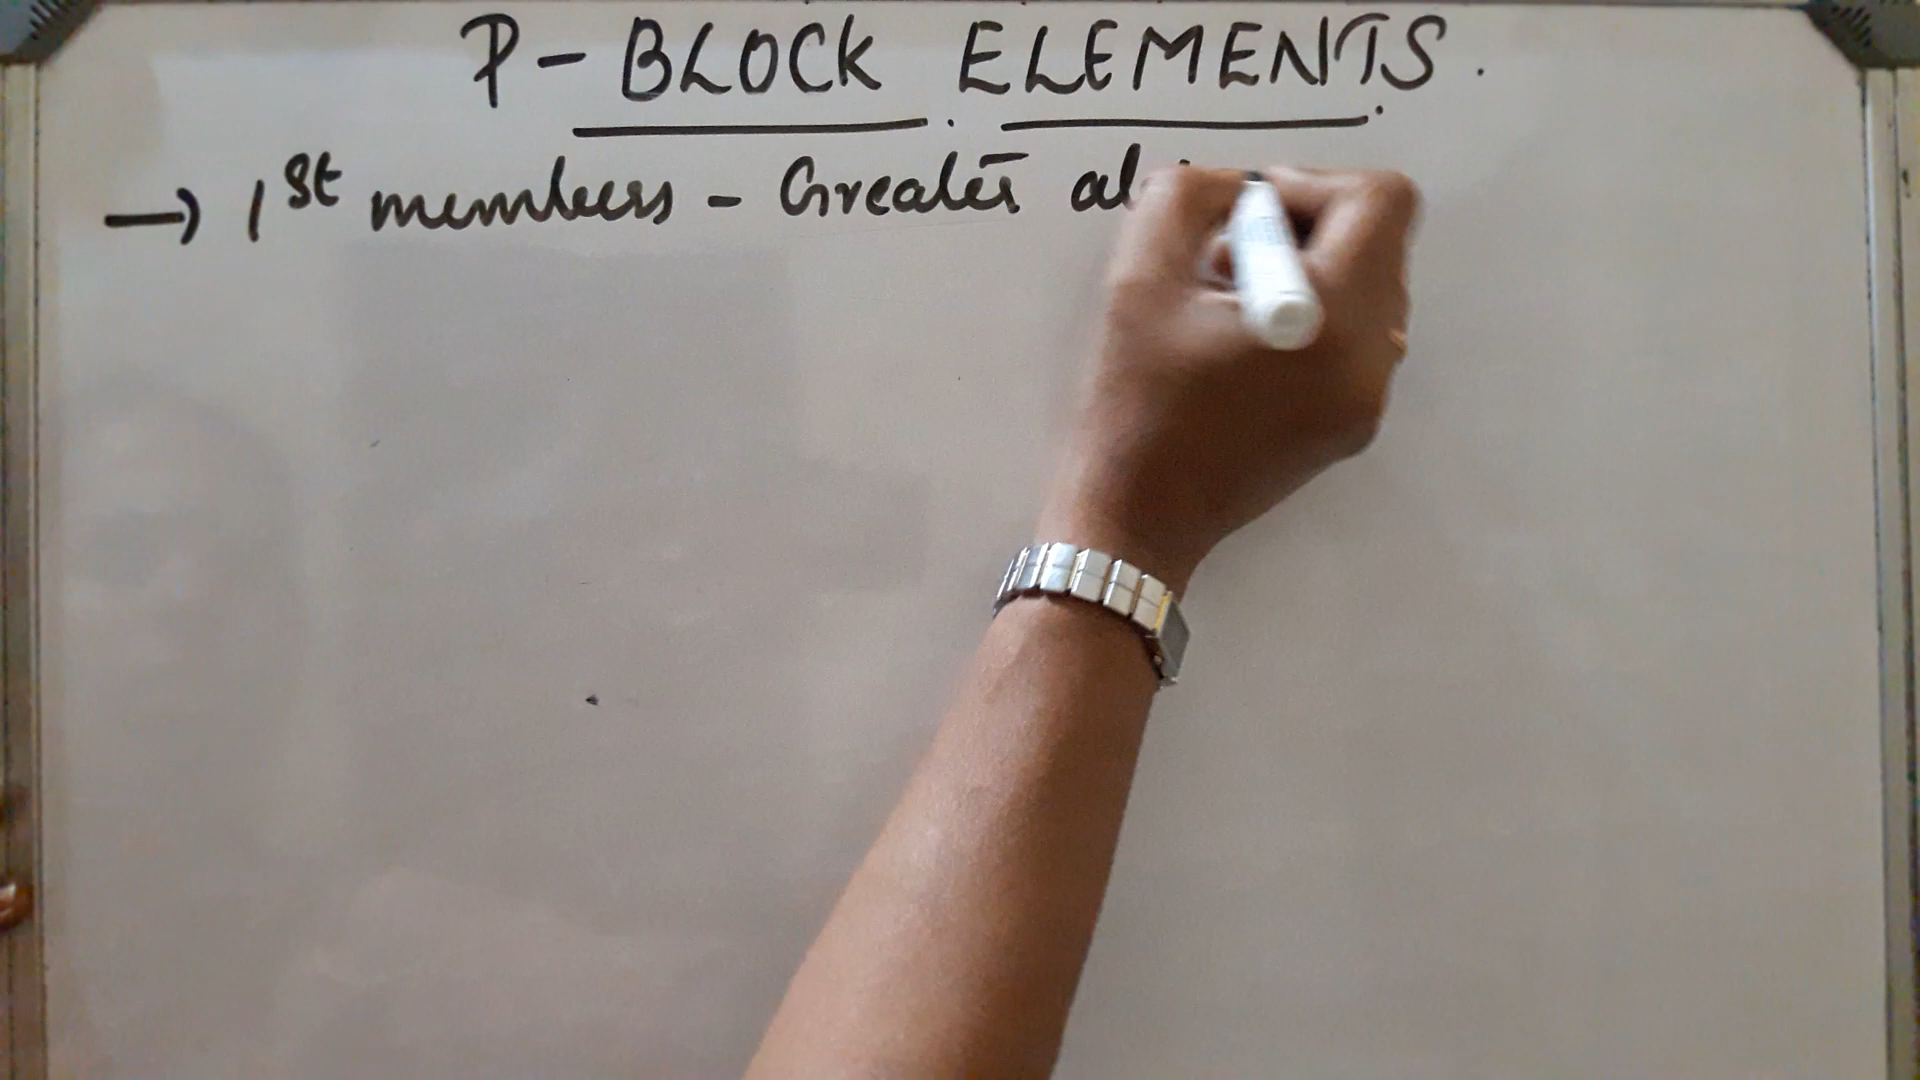 P - BLOCK ELEMENTS.
→ 1st members - Greater